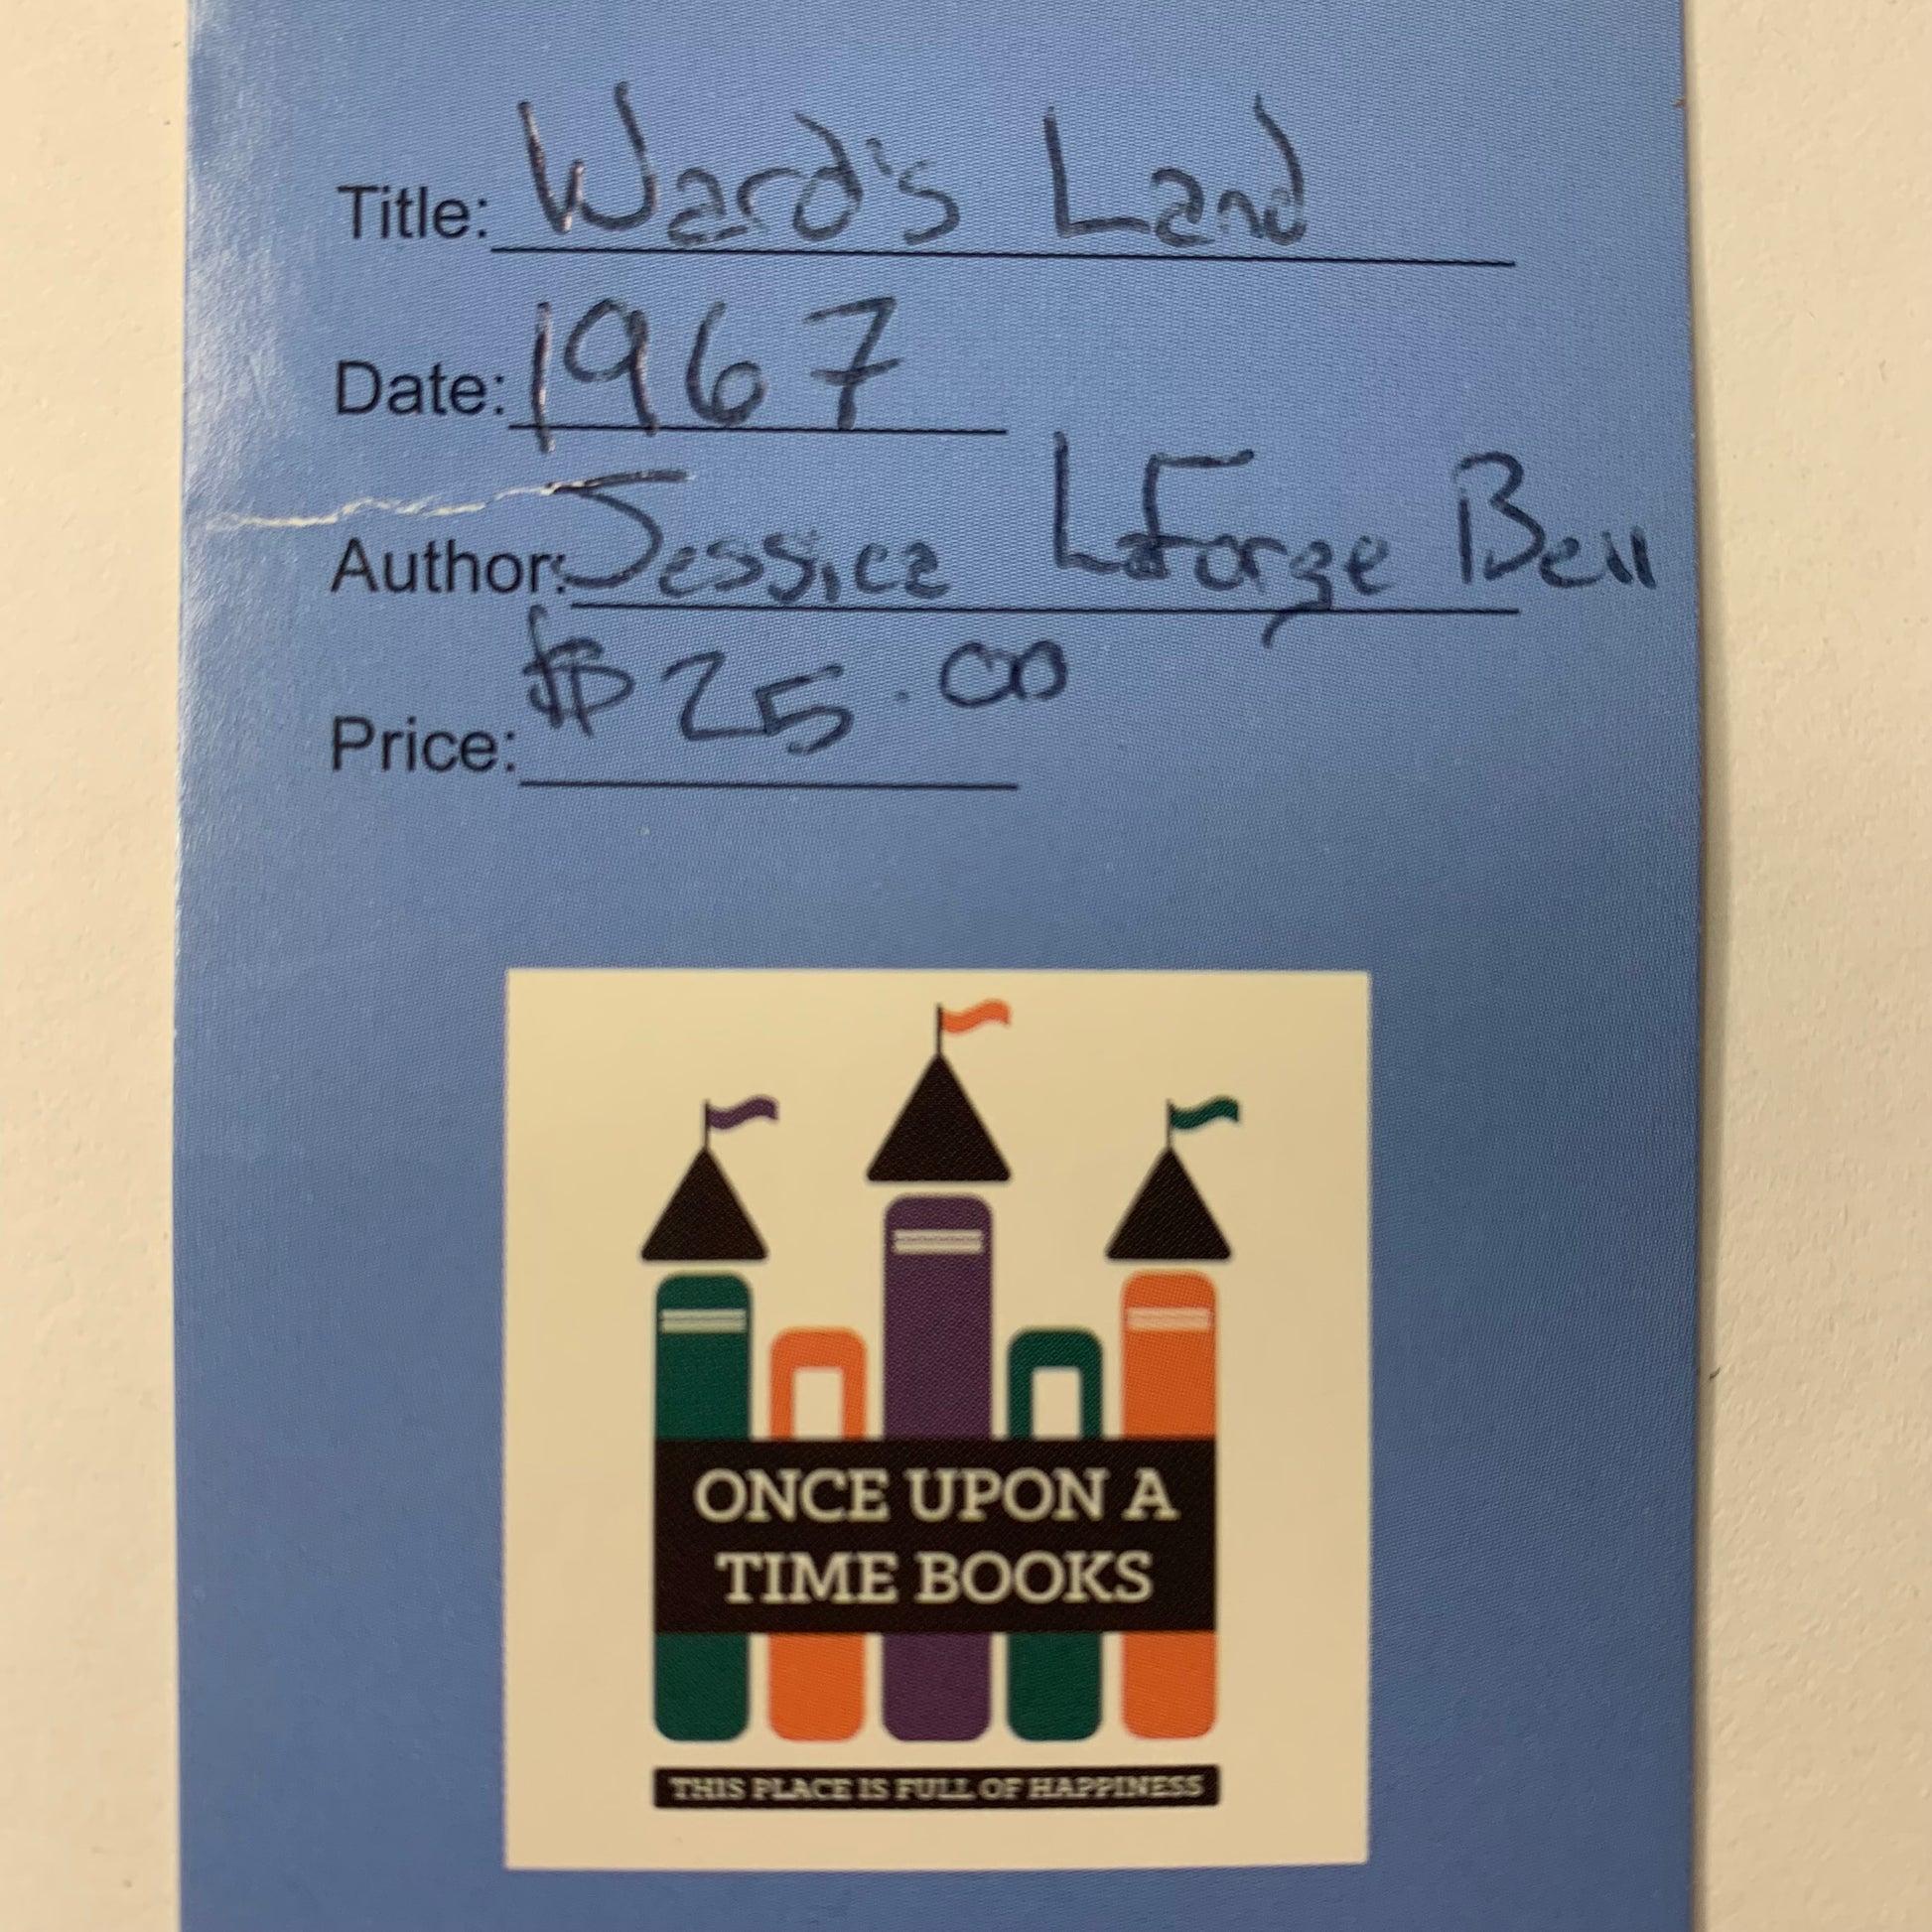 Title: Ward's Land
Date: 1967
Author: Jessica LaForge Bell
Price: $25.00
ONCE UPON A
TIME BOOKS
THIS PLACE IS FULL OF HAPPINESS